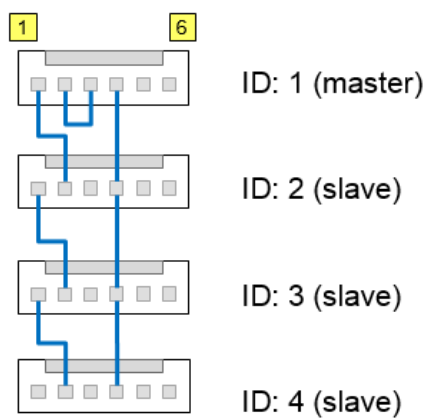 1 6
ID: 1 (master)
ID: 2 (slave)
ID: 3 (slave)
ID: 4 (slave)